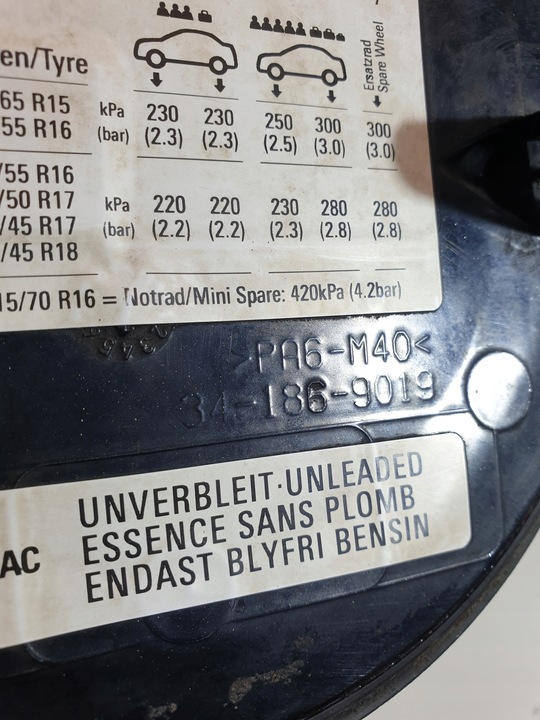 en/Tyre
Ersatzrad
Spare Wheel
65 R15 kPa 230 230 250 300 300
55 R16 (bar) (2.3) (2.3) (2.5) (3.0) (3.0)
/55 R16
/50 R17 kPa 220 220 230 280 280
/45 R17 (bar) (2.2) (2.2) (2.3) (2.8) (2.8)
/45 R18
15/70 R16 = Notrad/Mini Spare: 420kPa (4.2bar)
>PA6-M40<
34-186-9019
UNVERBLEIT·UNLEADED
AC ESSENCE SANS PLOMB
ENDAST BLYFRI BENSIN